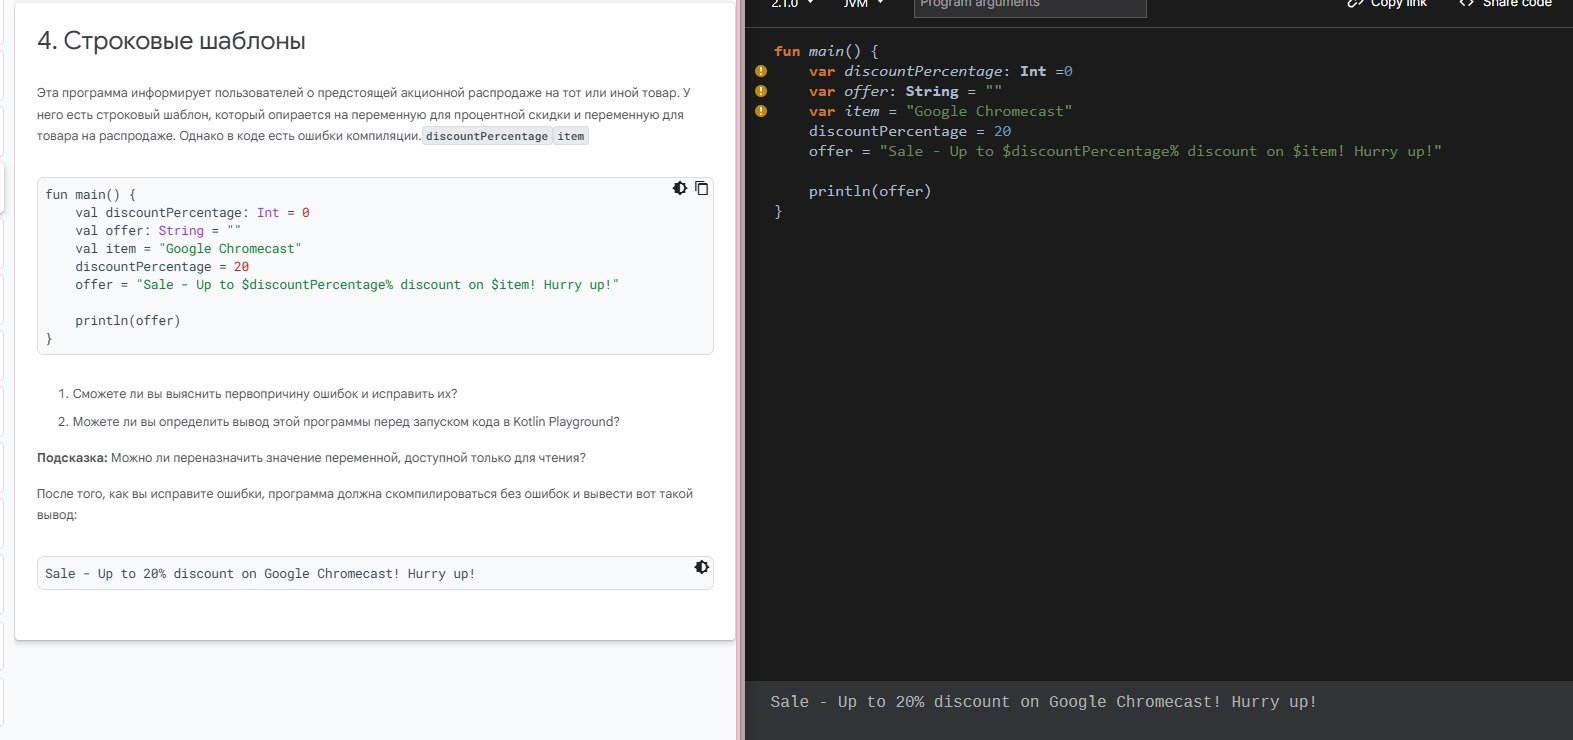 4. Строковые шаблоны
Эта программа информирует пользователей о предстоящей акционной распродаже на тот или иной товар. У
него есть строковый шаблон, который опирается на переменную для процентной скидки и переменную для
товара на распродаже. Однако в коде есть ошибки компиляции. discountPercentage item
fun main() {
    val discountPercentage: Int = 0
    val offer: String = ""
    val item = "Google Chromecast"
    discountPercentage = 20
    offer = "Sale - Up to $discountPercentage% discount on $item! Hurry up!"
    println(offer)
}
1. Сможете ли вы выяснить первопричину ошибок и исправить их?
2. Можете ли вы определить вывод этой программы перед запуском кода в Kotlin Playground?
Подсказка: Можно ли переназначить значение переменной, доступной только для чтения?
После того, как вы исправите ошибки, программа должна скомпилироваться без ошибок и вывести вот такой
вывод:
Sale - Up to 20% discount on Google Chromecast! Hurry up!
2.1.0 JVM Program arguments Copy link Share code
fun main() {
    var discountPercentage: Int =0
    var offer: String = ""
    var item = "Google Chromecast"
    discountPercentage = 20
    offer = "Sale - Up to $discountPercentage% discount on $item! Hurry up!"
    println(offer)
}
Sale - Up to 20% discount on Google Chromecast! Hurry up!